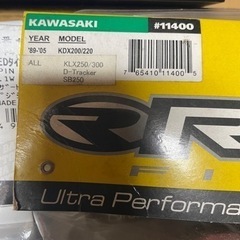 KAWASAKI #11400
YEAR MODEL
'89-'05 KDX200/220
ALL KLX250/300
D-Tracker
SB250
7 65410 11400 5
Ultra Performa